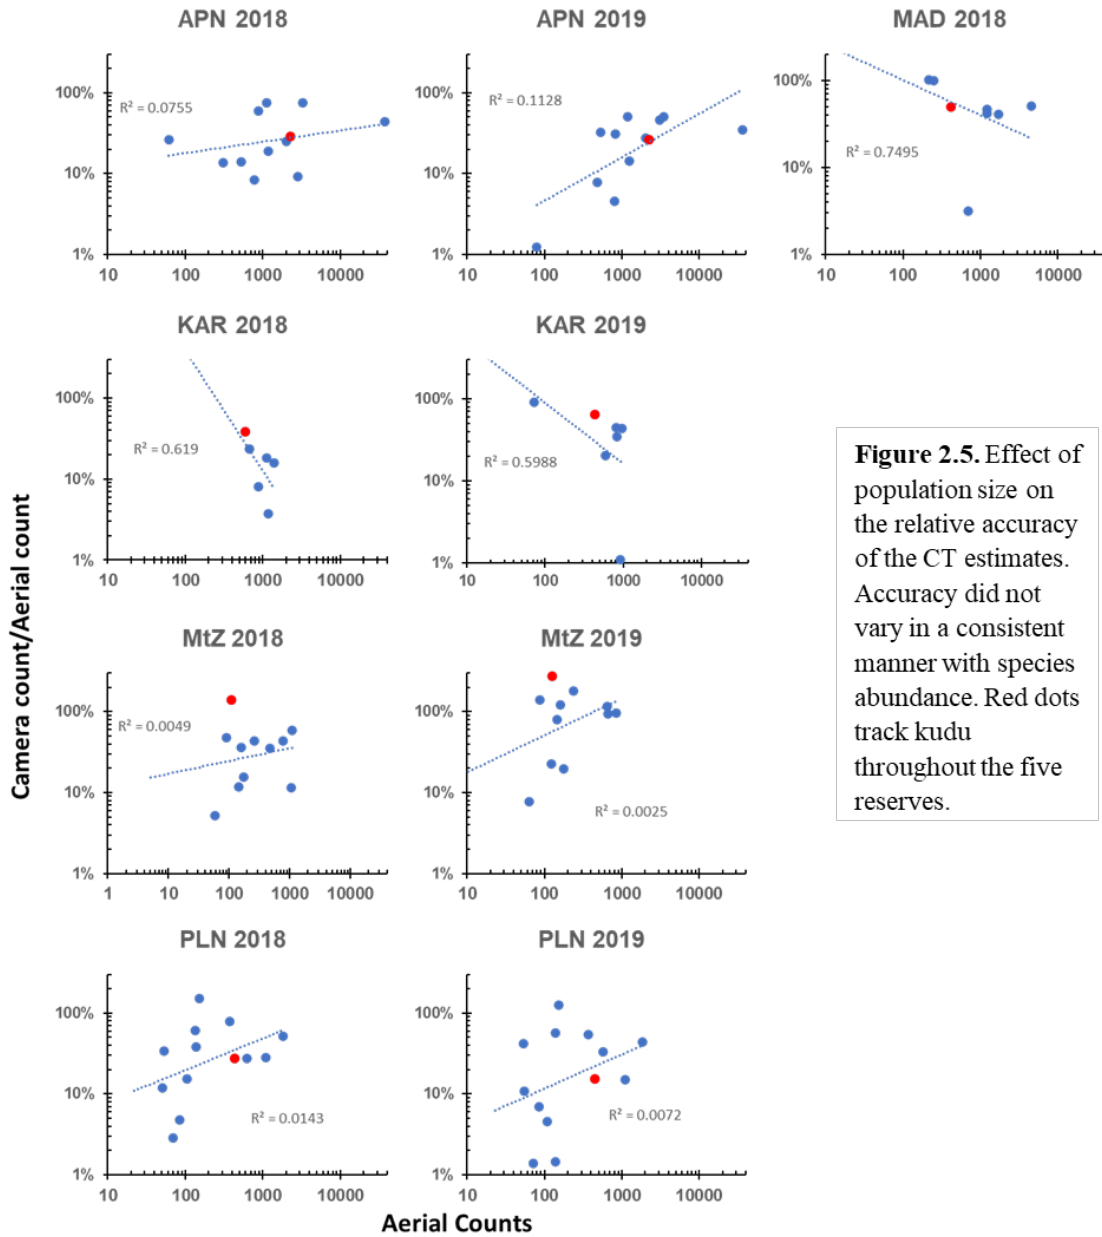 APN 2018
APN 2019
MAD 2018
100%
10%
1%
R² = 0.0755
10 100 1000 10000
100%
10%
1%
R² = 0.1128
10 100 1000 10000
100%
10%
1%
R² = 0.7495
10 100 1000 10000
KAR 2018
KAR 2019
100%
10%
1%
R² = 0.619
10 100 1000 10000
100%
10%
1%
R² = 0.5988
10 100 1000 10000
Figure 2.5. Effect of
population size on
the relative accuracy
of the CT estimates.
Accuracy did not
vary in a consistent
manner with species
abundance. Red dots
track kudu
throughout the five
reserves.
Camera count/Aerial count
MtZ 2018
MtZ 2019
100%
10%
1%
R² = 0.0049
1 10 100 1000 10000
100%
10%
1%
R² = 0.0025
10 100 1000 10000
PLN 2018
PLN 2019
100%
10%
1%
R² = 0.0143
10 100 1000 10000
100%
10%
1%
R² = 0.0072
10 100 1000 10000
Aerial Counts